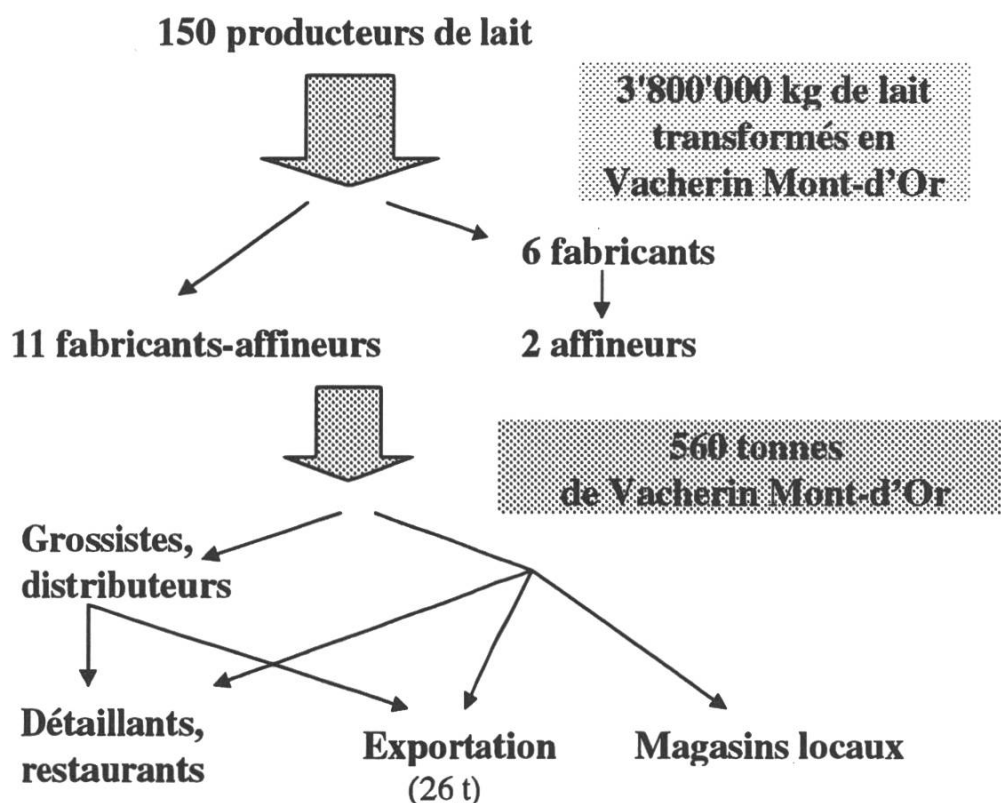 150 producteurs de lait
3'800'000 kg de lait
transformés en
Vacherin Mont-d'Or
6 fabricants
11 fabricants-affineurs
2 affineurs
560 tonnes
de Vacherin Mont-d'Or
Grossistes,
distributeurs
Détaillants,
restaurants
Exportation
(26 t)
Magasins locaux